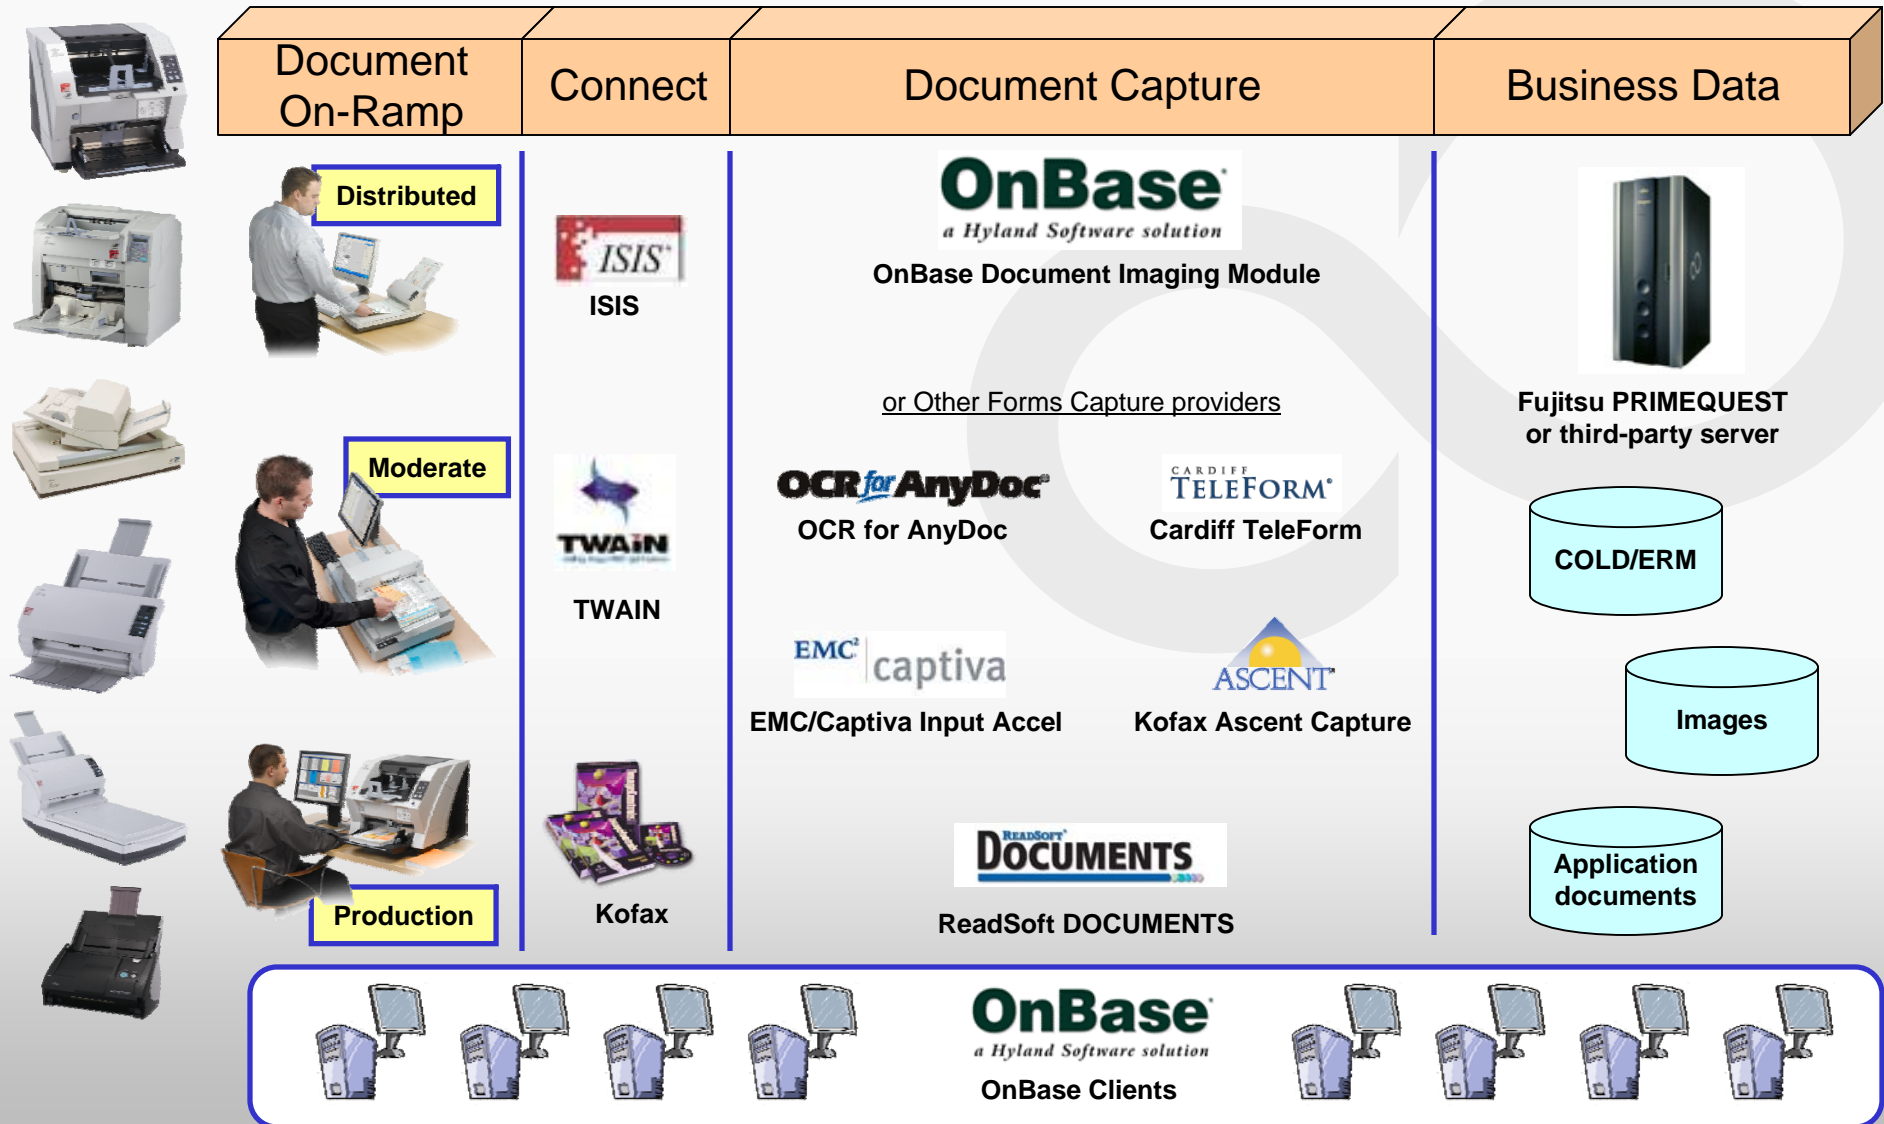 Document
On-Ramp
Connect
Document Capture
Business Data
Distributed
ISIS
ISIS
OnBase
a Hyland Software solution
OnBase Document Imaging Module
Fujitsu PRIMEQUEST
or third-party server
or Other Forms Capture providers
Moderate
TWAIN
TWAIN
OCR for AnyDoc
OCR for AnyDoc
CARDIFF
TELEFORM
Cardiff TeleForm
COLD/ERM
EMC² captiva
EMC/Captiva Input Accel
ASCENT
Kofax Ascent Capture
Images
Production
Kofax
READSOFT
DOCUMENTS
ReadSoft DOCUMENTS
Application
documents
OnBase
a Hyland Software solution
OnBase Clients